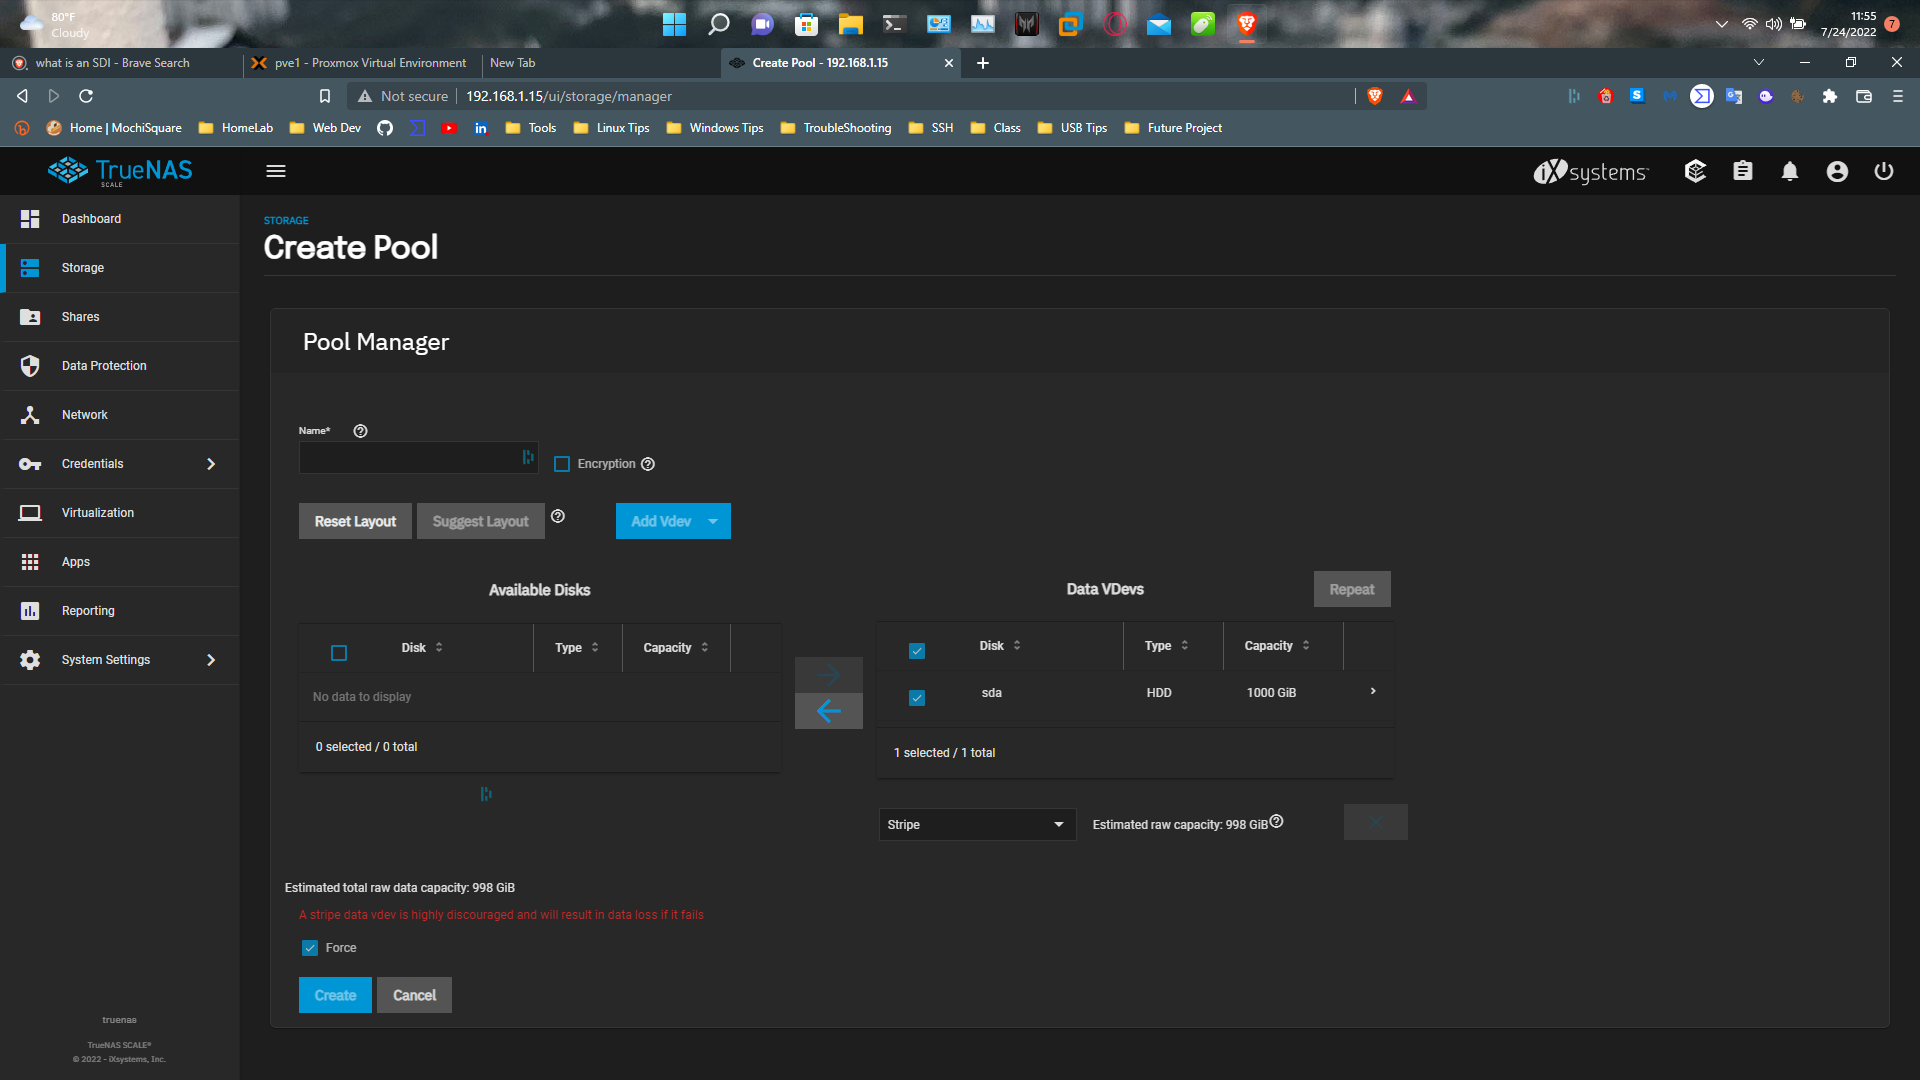 80°F
Cloudy
11:55
7/24/2022
7
what is an SDI - Brave Search
pve1 - Proxmox Virtual Environment
New Tab
Create Pool - 192.168.1.15
Not secure
192.168.1.15/ui/storage/manager
Home | MochiSquare
HomeLab
Web Dev
Tools
Linux Tips
Windows Tips
TroubleShooting
SSH
Class
USB Tips
Future Project
TrueNAS
SCALE
iXsystems
Dashboard
Storage
Shares
Data Protection
Network
Credentials
Virtualization
Apps
Reporting
System Settings
truenas
TrueNAS SCALE®
© 2022 - iXsystems, Inc.
STORAGE
Create Pool
Pool Manager
Name*
Encryption
Reset Layout
Suggest Layout
Add Vdev
Available Disks
Disk Type Capacity
No data to display
0 selected / 0 total
Data VDevs
Repeat
Disk Type Capacity
sda HDD 1000 GiB
1 selected / 1 total
Stripe
Estimated raw capacity: 998 GiB
Estimated total raw data capacity: 998 GiB
A stripe data vdev is highly discouraged and will result in data loss if it fails
Force
Create
Cancel